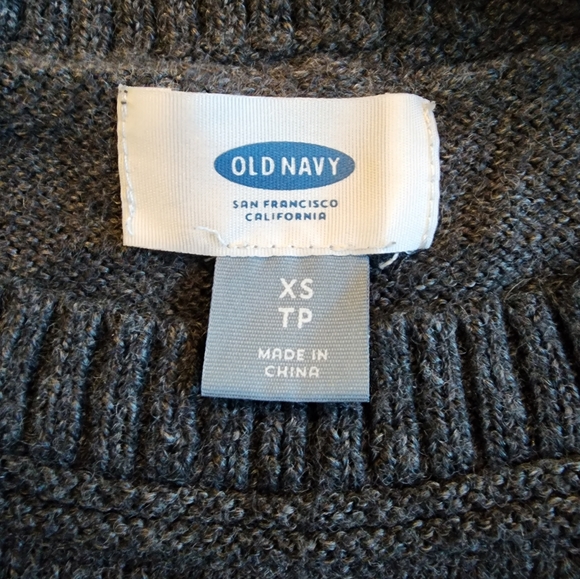 OLD NAVY
SAN FRANCISCO
CALIFORNIA
XS
TP
MADE IN
CHINA